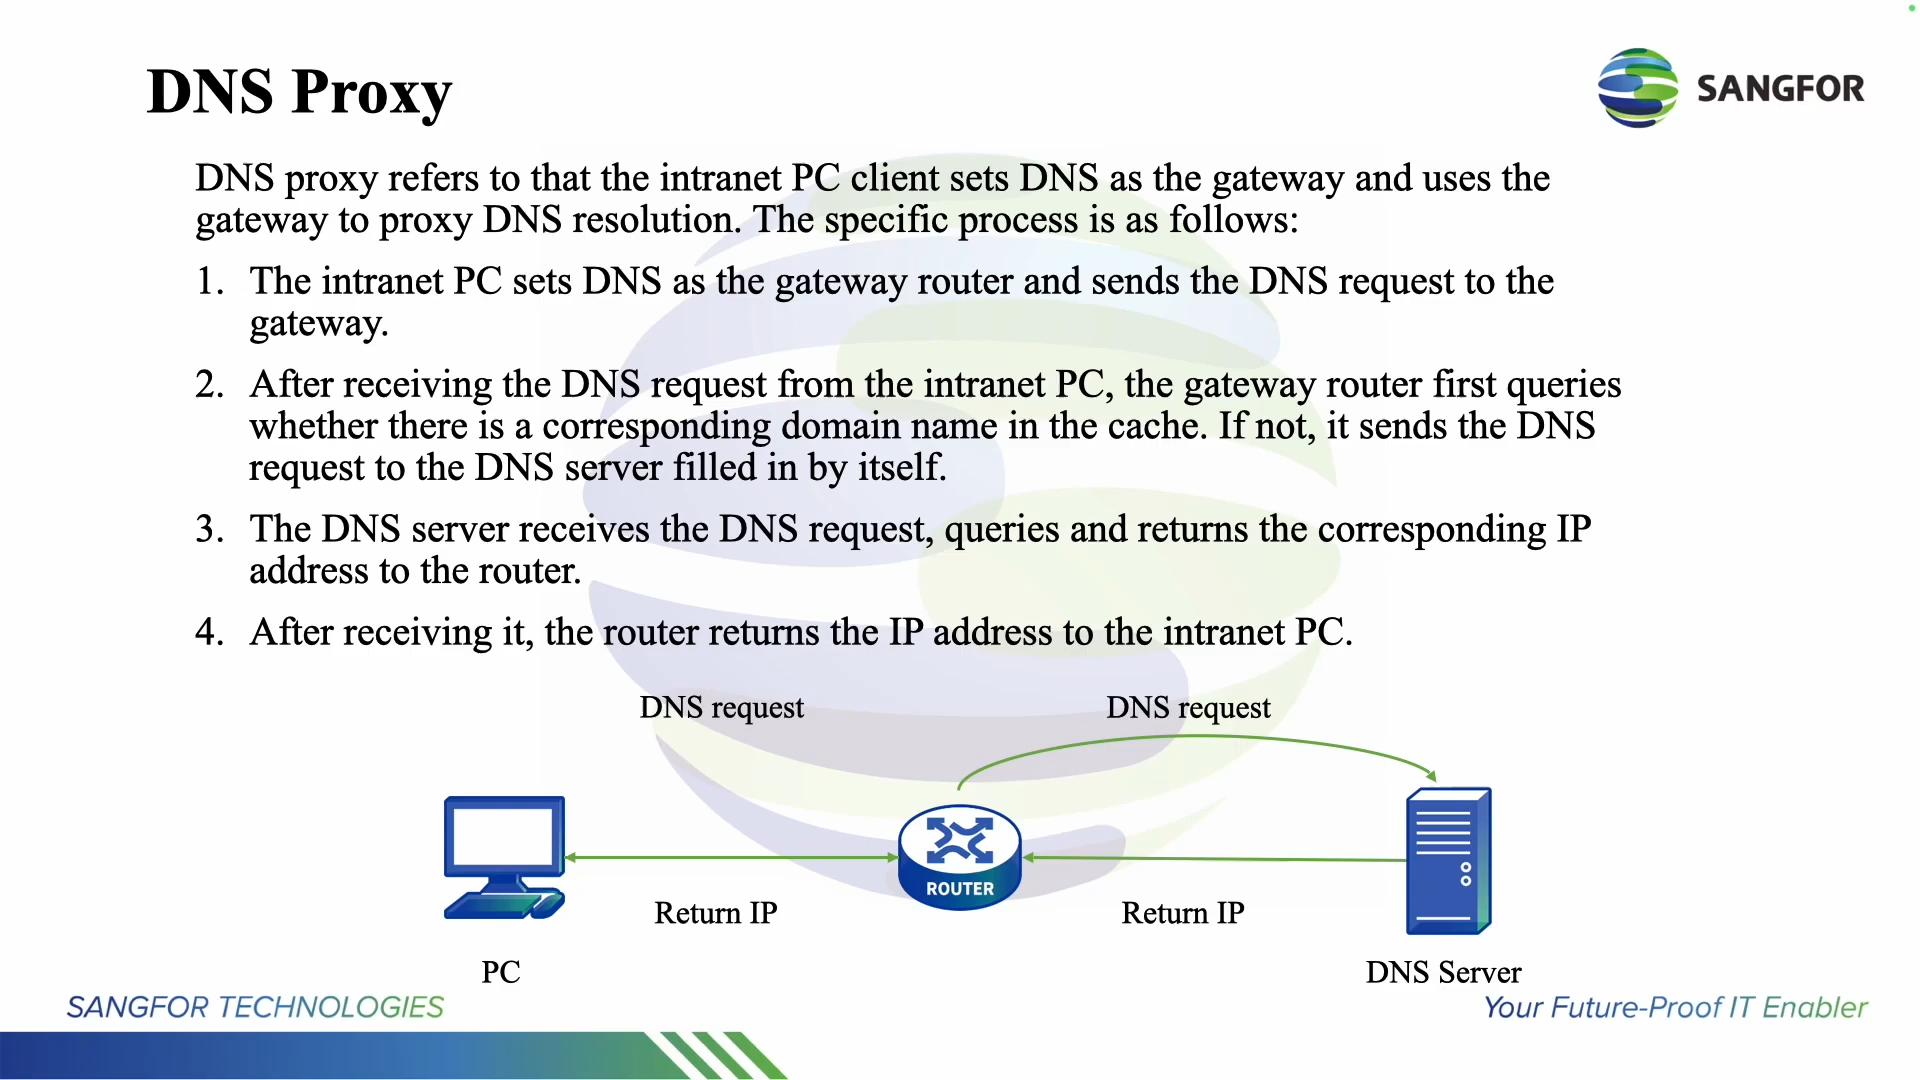 DNS Proxy
SANGFOR
DNS proxy refers to that the intranet PC client sets DNS as the gateway and uses the
gateway to proxy DNS resolution. The specific process is as follows:
1. The intranet PC sets DNS as the gateway router and sends the DNS request to the
gateway.
2. After receiving the DNS request from the intranet PC, the gateway router first queries
whether there is a corresponding domain name in the cache. If not, it sends the DNS
request to the DNS server filled in by itself.
3. The DNS server receives the DNS request, queries and returns the corresponding IP
address to the router.
4. After receiving it, the router returns the IP address to the intranet PC.
DNS request
DNS request
ROUTER
Return IP
Return IP
PC
DNS Server
SANGFOR TECHNOLOGIES
Your Future-Proof IT Enabler